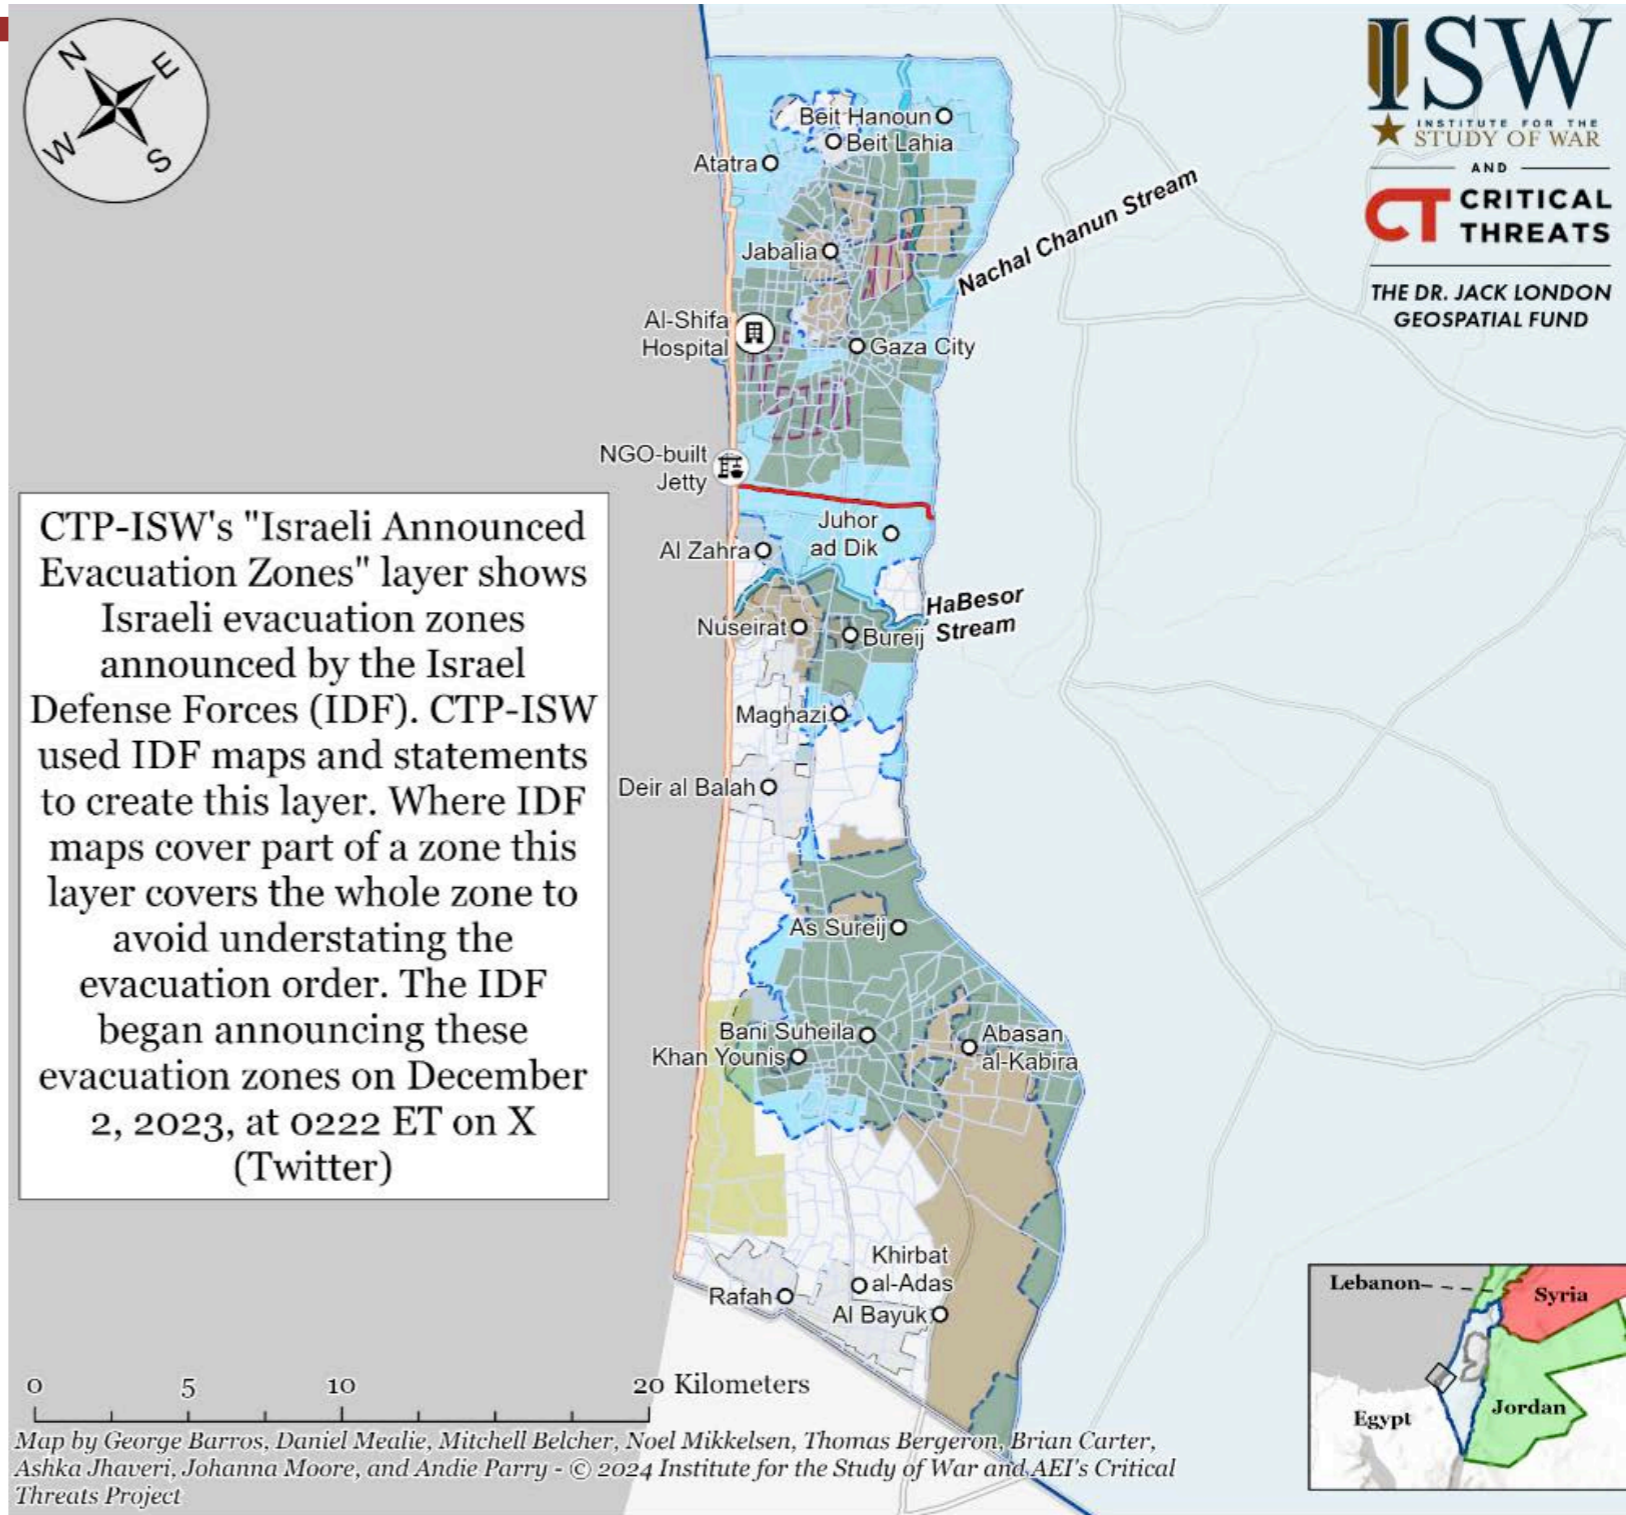 N
E
W
S
ISW
INSTITUTE FOR THE
STUDY OF WAR
AND
CT CRITICAL
THREATS
THE DR. JACK LONDON
GEOSPATIAL FUND
Beit Hanoun
Beit Lahia
Atatra
Nachal Chanun Stream
Jabalia
Al-Shifa
Hospital
Gaza City
NGO-built
Jetty
Juhor
ad Dik
Al Zahra
HaBesor
Stream
Nuseirat
Bureij
Maghazi
Deir al Balah
As Sureij
Bani Suheila
Khan Younis
Abasan
al-Kabira
Khirbat
al-Adas
Rafah
Al Bayuk
CTP-ISW's "Israeli Announced
Evacuation Zones" layer shows
Israeli evacuation zones
announced by the Israel
Defense Forces (IDF). CTP-ISW
used IDF maps and statements
to create this layer. Where IDF
maps cover part of a zone this
layer covers the whole zone to
avoid understating the
evacuation order. The IDF
began announcing these
evacuation zones on December
2, 2023, at 0222 ET on X
(Twitter)
Lebanon
Syria
Egypt
Jordan
0 5 10 20 Kilometers
Map by George Barros, Daniel Mealie, Mitchell Belcher, Noel Mikkelsen, Thomas Bergeron, Brian Carter,
Ashka Jhaveri, Johanna Moore, and Andie Parry - © 2024 Institute for the Study of War and AEI's Critical
Threats Project